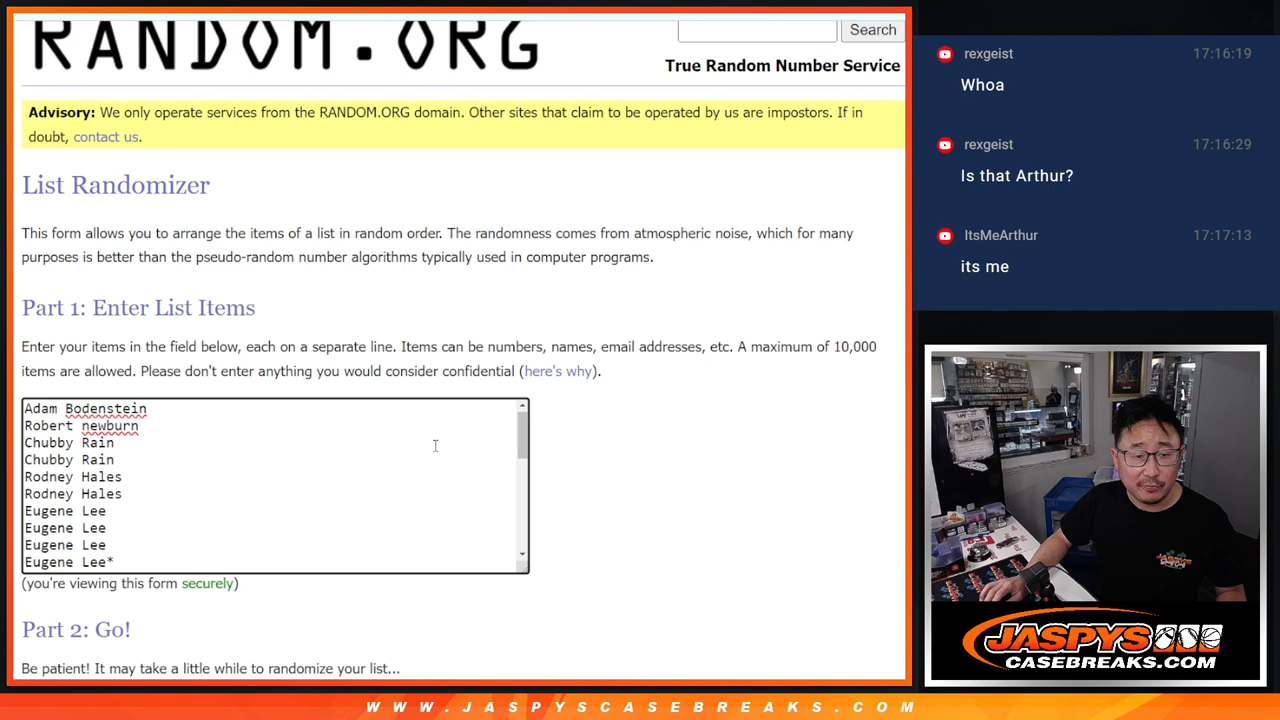 RANDOM.ORG
Search
True Random Number Service
Advisory: We only operate services from the RANDOM.ORG domain. Other sites that claim to be operated by us are impostors. If in
doubt, contact us.
List Randomizer
This form allows you to arrange the items of a list in random order. The randomness comes from atmospheric noise, which for many
purposes is better than the pseudo-random number algorithms typically used in computer programs.
Part 1: Enter List Items
Enter your items in the field below, each on a separate line. Items can be numbers, names, email addresses, etc. A maximum of 10,000
items are allowed. Please don't enter anything you would consider confidential (here's why).
Adam Bodenstein
Robert newburn
Chubby Rain
Chubby Rain
Rodney Hales
Rodney Hales
Eugene Lee
Eugene Lee
Eugene Lee
Eugene Lee*
(you're viewing this form securely)
Part 2: Go!
Be patient! It may take a little while to randomize your list...
rexgeist 17:16:19
Whoa
rexgeist 17:16:29
Is that Arthur?
ItsMeArthur 17:17:13
its me
JASPYS
CASEBREAKS.COM
WWW.JASPYSCASEBREAKS.COM